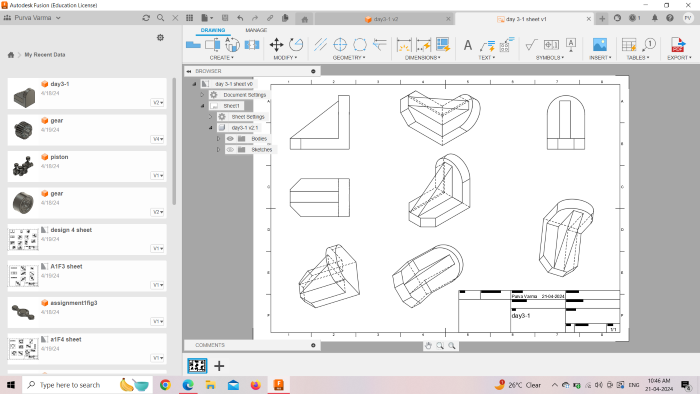 Autodesk Fusion (Education License)
Purva Varma
day3-1 v2
day 3-1 sheet v1
1
PV
DRAWING
MANAGE
CREATE
MODIFY
GEOMETRY
DIMENSIONS
TEXT
SYMBOLS
INSERT
TABLES
EXPORT
My Recent Data
BROWSER
day 3-1 sheet v0
Document Settings
Sheet1
Sheet Settings
day3-1 v2:1
Bodies
Sketches
day3-1
4/19/24
V2
gear
4/19/24
V4
piston
4/18/24
V1
gear
4/19/24
V2
design 4 sheet
4/19/24
V1
A1F3 sheet
4/19/24
V1
assignment1fig3
4/19/24
V1
a1F4 sheet
4/19/24
V1
Purva Varma 21-04-2024
day3-1
1/1
COMMENTS
Type here to search
26°C Clear
ENG
10:46 AM
21-04-2024